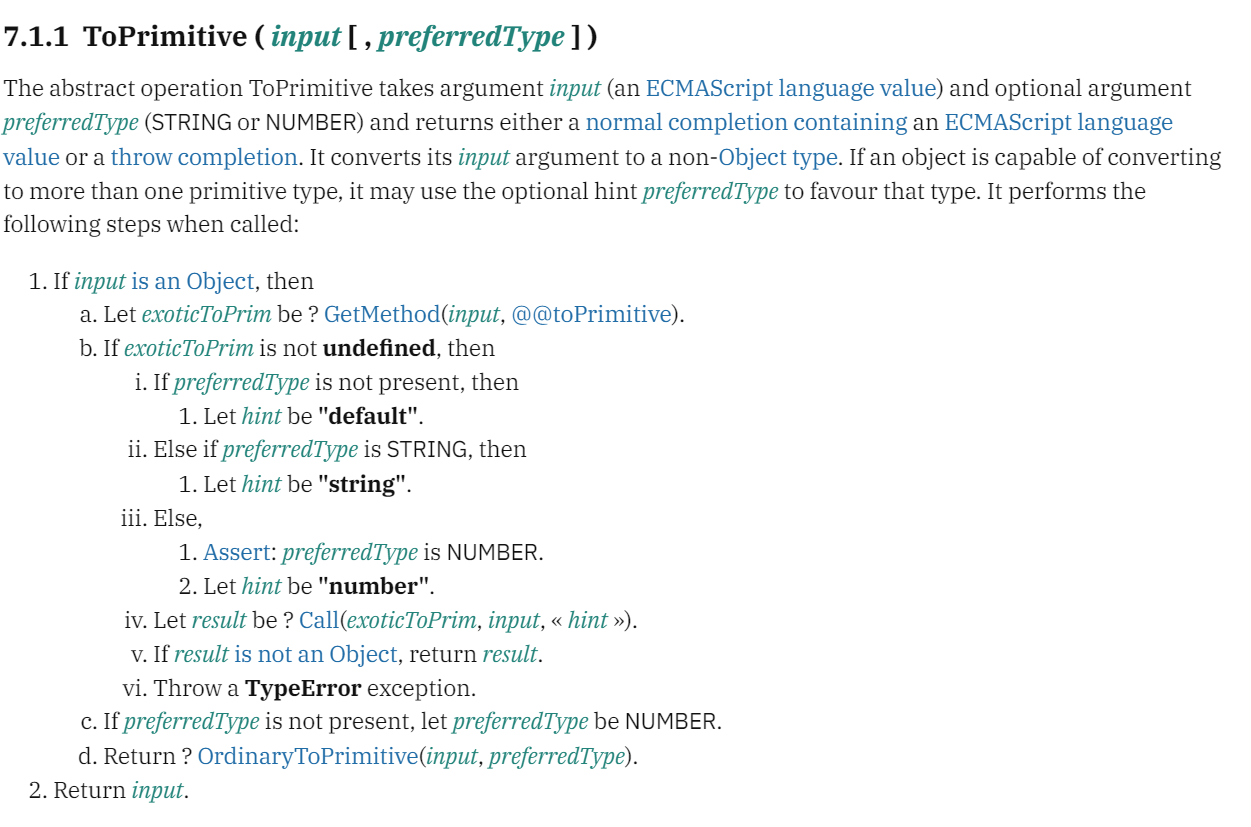 7.1.1 ToPrimitive ( input [ , preferredType ] )
The abstract operation ToPrimitive takes argument input (an ECMAScript language value) and optional argument
preferredType (STRING or NUMBER) and returns either a normal completion containing an ECMAScript language
value or a throw completion. It converts its input argument to a non-Object type. If an object is capable of converting
to more than one primitive type, it may use the optional hint preferredType to favour that type. It performs the
following steps when called:
1. If input is an Object, then
a. Let exoticToPrim be ? GetMethod(input, @@toPrimitive).
b. If exoticToPrim is not undefined, then
i. If preferredType is not present, then
1. Let hint be "default".
ii. Else if preferredType is STRING, then
1. Let hint be "string".
iii. Else,
1. Assert: preferredType is NUMBER.
2. Let hint be "number".
iv. Let result be ? Call(exoticToPrim, input, « hint »).
v. If result is not an Object, return result.
vi. Throw a TypeError exception.
c. If preferredType is not present, let preferredType be NUMBER.
d. Return ? OrdinaryToPrimitive(input, preferredType).
2. Return input.